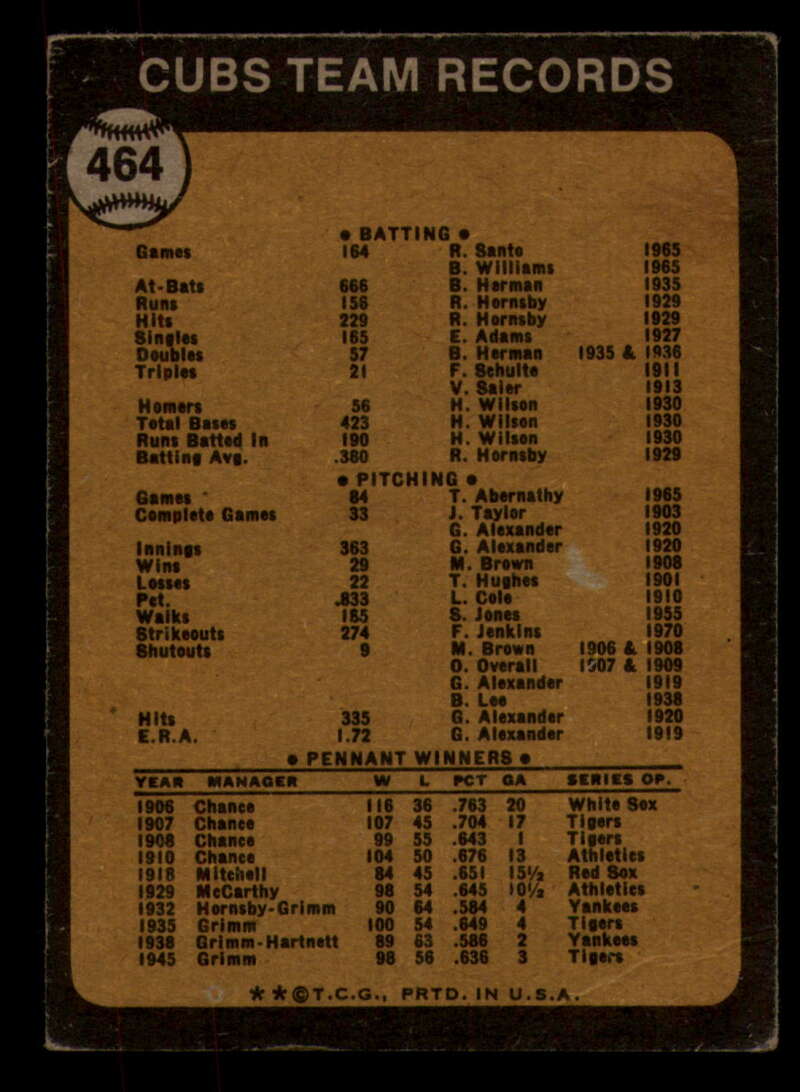 CUBS TEAM RECORDS
464
• BATTING •
Games 164 R. Santo 1965
B. Williams 1965
At-Bats 666 B. Herman 1935
Runs 156 R. Hornsby 1929
Hits 229 R. Hornsby 1929
Singles 165 E. Adams 1927
Doubles 57 B. Herman 1935 & 1936
Triples 21 F. Schulte 1911
V. Saier 1913
Homers 56 H. Wilson 1930
Total Bases 423 H. Wilson 1930
Runs Batted In 190 H. Wilson 1930
Batting Avg. .380 R. Hornsby 1929
• PITCHING •
Games 84 T. Abernathy 1965
Complete Games 33 J. Taylor 1903
G. Alexander 1920
Innings 363 G. Alexander 1920
Wins 29 M. Brown 1908
Losses 22 T. Hughes 1901
Pct. .833 L. Cole 1910
Walks 185 S. Jones 1955
Strikeouts 274 F. Jenkins 1970
Shutouts 9 M. Brown 1906 & 1908
O. Overall 1907 & 1909
G. Alexander 1919
B. Lee 1938
Hits 335 G. Alexander 1920
E.R.A. 1.72 G. Alexander 1919
• PENNANT WINNERS •
YEAR MANAGER W L PCT GA SERIES OP.
1906 Chance 116 36 .763 20 White Sox
1907 Chance 107 45 .704 17 Tigers
1908 Chance 99 55 .643 1 Tigers
1910 Chance 104 50 .676 13 Athletics
1918 Mitchell 84 45 .651 15½ Red Sox
1929 McCarthy 98 54 .645 10½ Athletics
1932 Hornsby-Grimm 90 64 .584 4 Yankees
1935 Grimm 100 54 .649 4 Tigers
1938 Grimm-Hartnett 89 63 .586 2 Yankees
1945 Grimm 98 56 .636 3 Tigers
★★©T.C.G., PRTD. IN U.S.A.